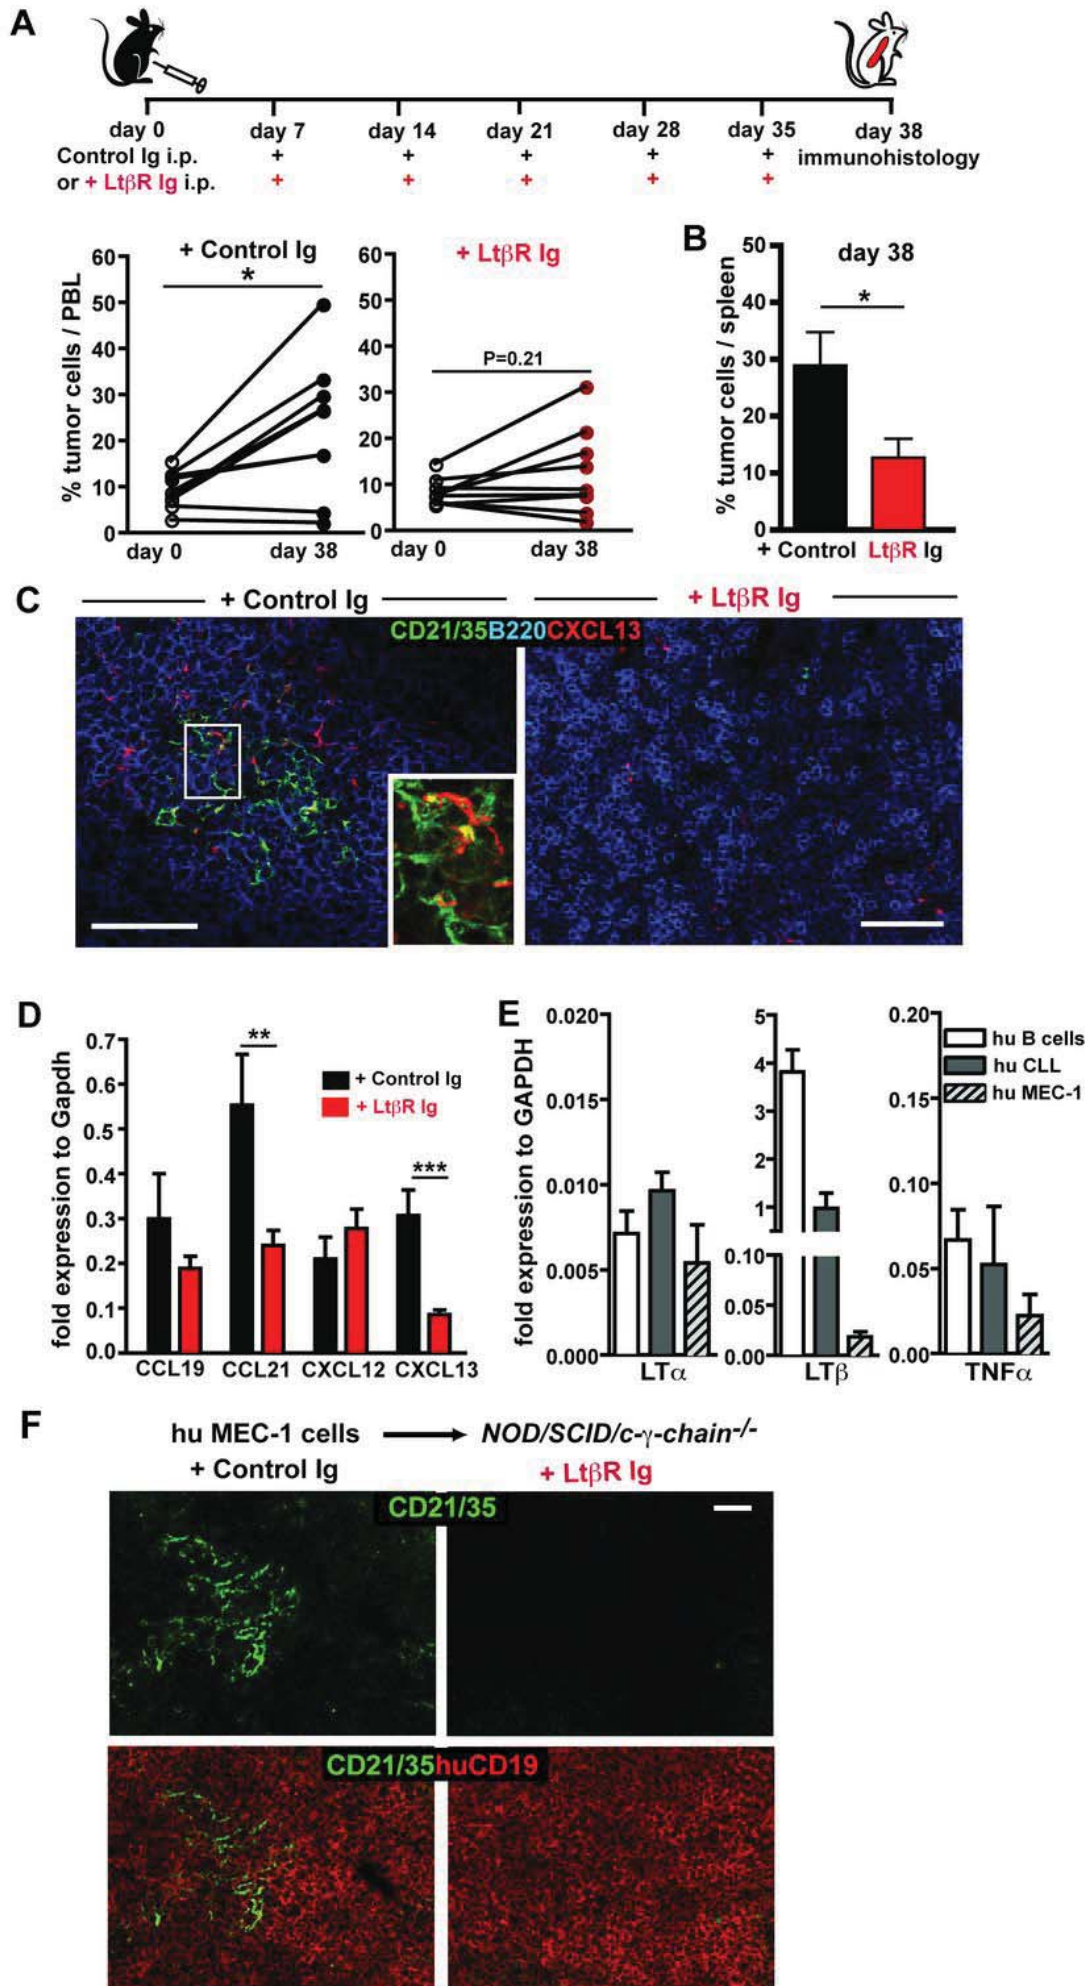 A
day 0 day 7 day 14 day 21 day 28 day 35 day 38
Control Ig i.p. + + + + + immunohistology
or + LtβR Ig i.p. + + + + +
+ Control Ig
*
% tumor cells / PBL
60
50
40
30
20
10
0
day 0 day 38
+ LtβR Ig
P=0.21
60
50
40
30
20
10
0
day 0 day 38
B
day 38
*
% tumor cells / spleen
50
40
30
20
10
0
+ Control LtβR Ig
C
+ Control Ig + LtβR Ig
CD21/35B220CXCL13
D
fold expression to Gapdh
0.7
0.6
0.5
0.4
0.3
0.2
0.1
0.0
**
***
+ Control Ig
+ LtβR Ig
CCL19 CCL21 CXCL12 CXCL13
E
fold expression to GAPDH
0.020
0.015
0.010
0.005
0.000
LTα
5
4
3
2
1
0.10
0.05
0.00
LTβ
0.20
0.15
0.10
0.05
0.00
TNFα
hu B cells
hu CLL
hu MEC-1
F
hu MEC-1 cells NOD/SCID/c-γ-chain-/-
+ Control Ig + LtβR Ig
CD21/35
CD21/35huCD19